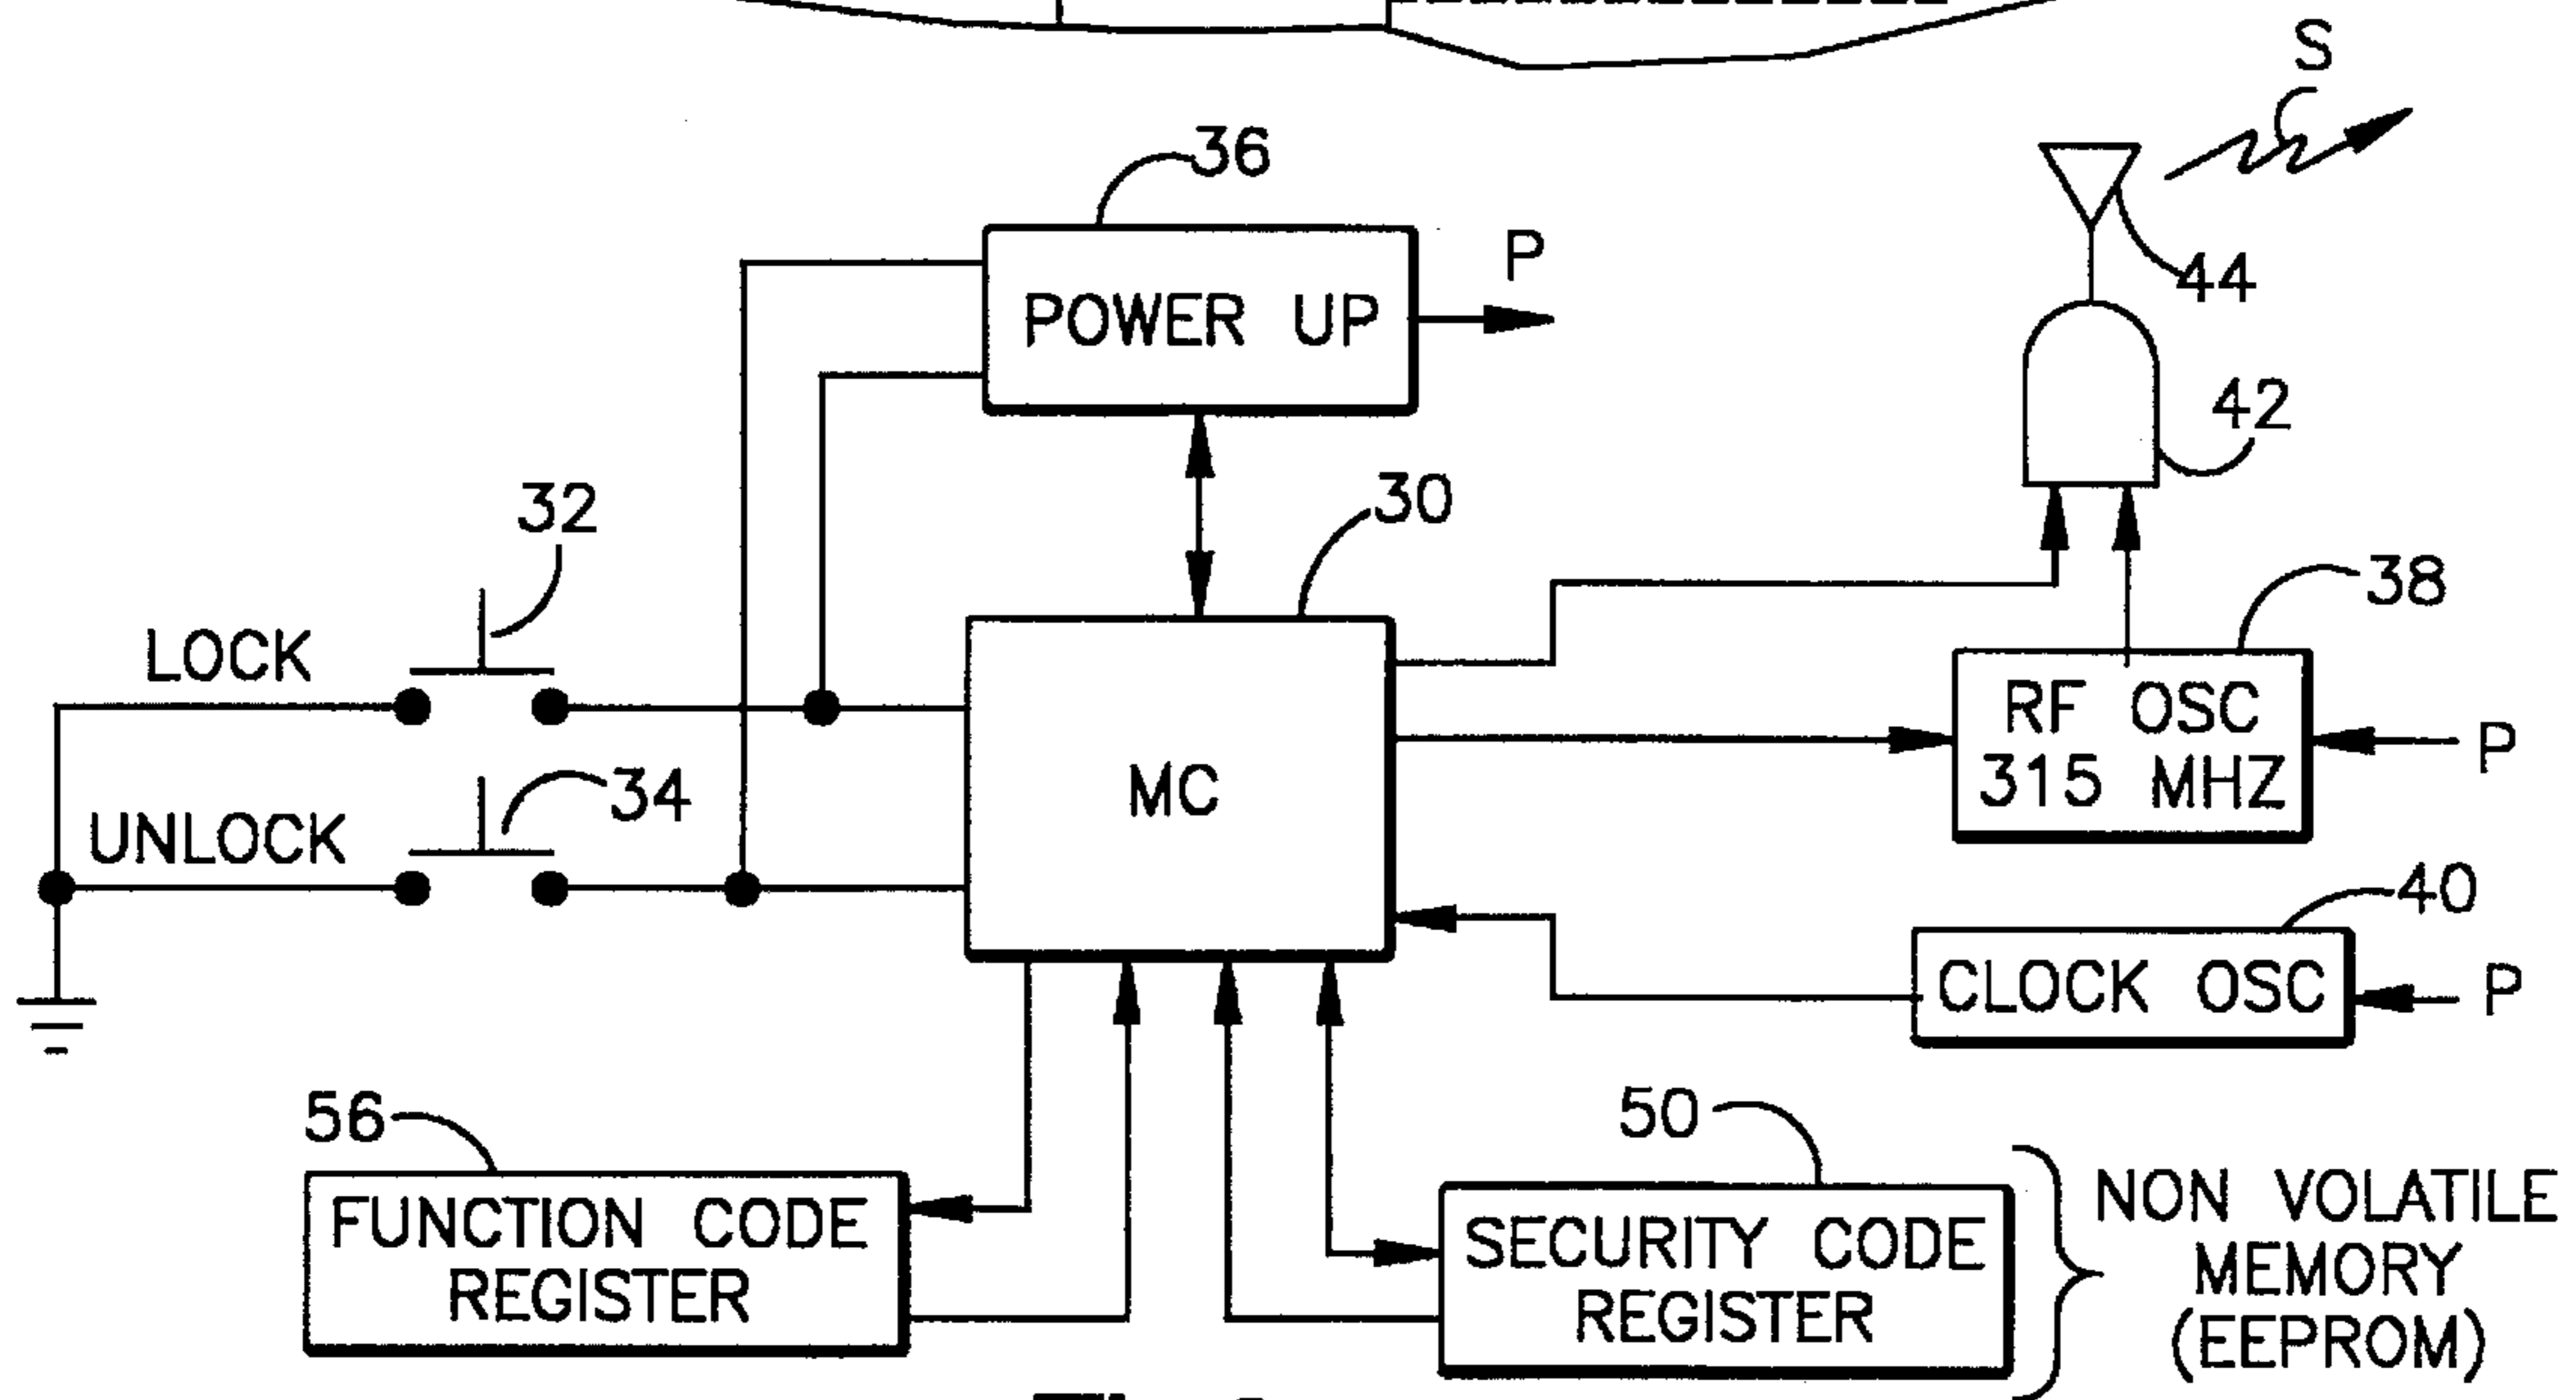 S
36
P
POWER UP
44
42
32
30
38
LOCK
RF OSC
315 MHZ
P
MC
34
UNLOCK
40
CLOCK OSC
P
56
50
FUNCTION CODE
REGISTER
SECURITY CODE
REGISTER
NON VOLATILE
MEMORY
(EEPROM)